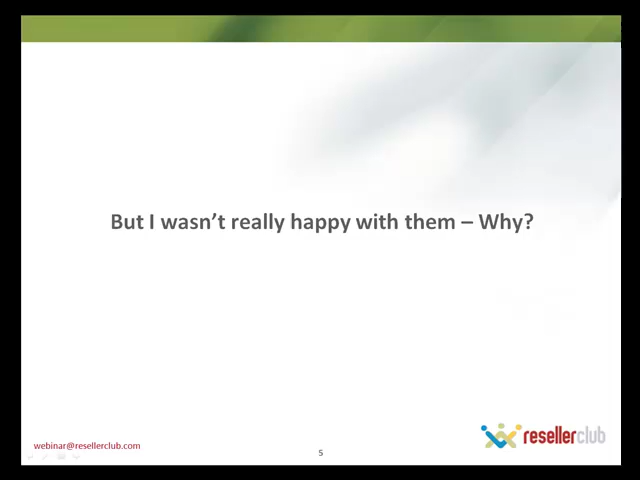 But I wasn't really happy with them – Why?
webinar@resellerclub.com
5
resellerclub